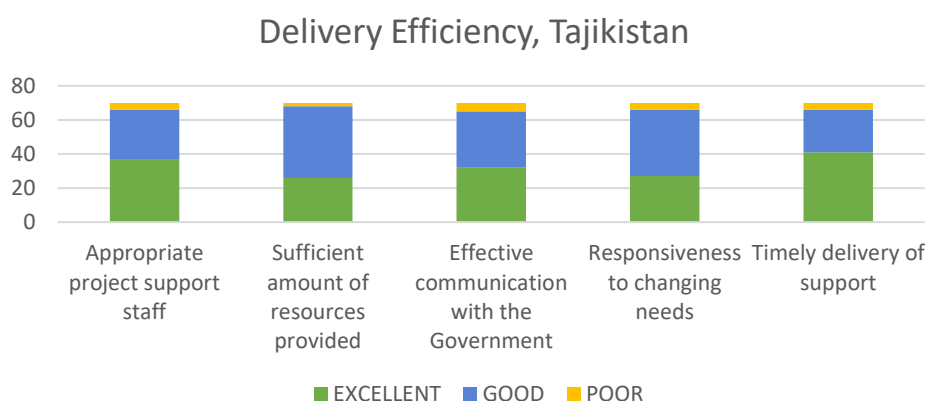 Delivery Efficiency, Tajikistan
80
60
40
20
0
Appropriate
project support
staff
Sufficient
amount of
resources
provided
Effective
communication
with the
Government
Responsiveness
to changing
needs
Timely delivery of
support
EXCELLENT GOOD POOR